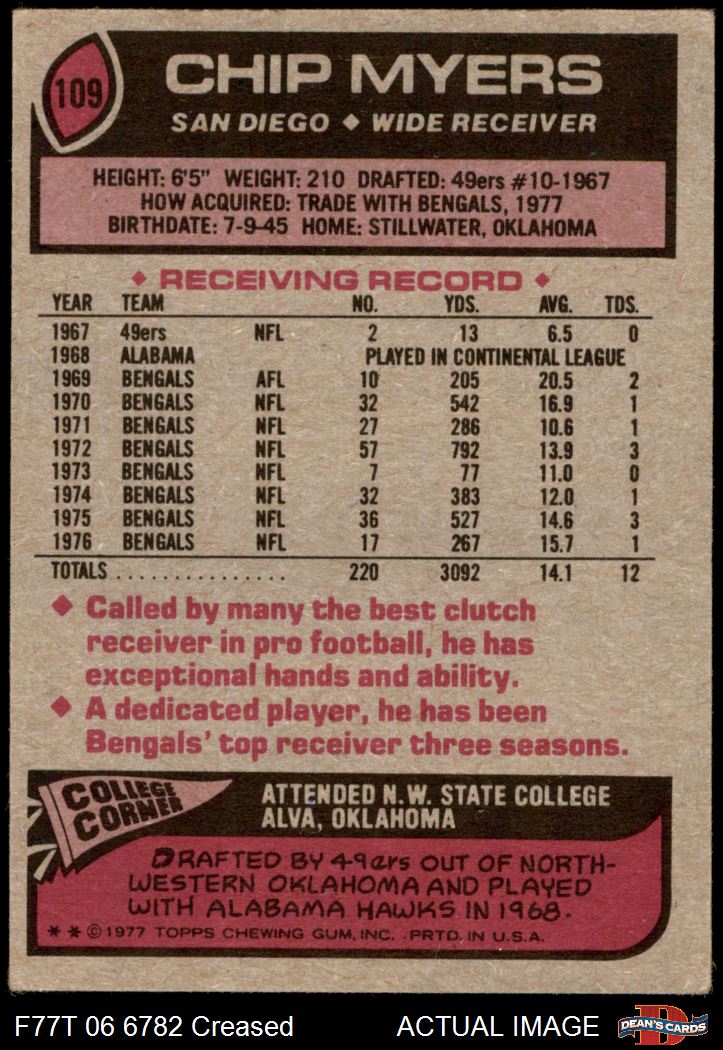 109
CHIP MYERS
SAN DIEGO ♦ WIDE RECEIVER
HEIGHT: 6'5" WEIGHT: 210 DRAFTED: 49ers #10-1967
HOW ACQUIRED: TRADE WITH BENGALS, 1977
BIRTHDATE: 7-9-45 HOME: STILLWATER, OKLAHOMA
♦ RECEIVING RECORD ♦
YEAR TEAM NO. YDS. AVG. TDS.
1967 49ers NFL 2 13 6.5 0
1968 ALABAMA PLAYED IN CONTINENTAL LEAGUE
1969 BENGALS AFL 10 205 20.5 2
1970 BENGALS NFL 32 542 16.9 1
1971 BENGALS NFL 27 286 10.6 1
1972 BENGALS NFL 57 792 13.9 3
1973 BENGALS NFL 7 77 11.0 0
1974 BENGALS NFL 32 383 12.0 1
1975 BENGALS NFL 36 527 14.6 3
1976 BENGALS NFL 17 267 15.7 1
TOTALS................ 220 3092 14.1 12
♦ Called by many the best clutch
receiver in pro football, he has
exceptional hands and ability.
♦ A dedicated player, he has been
Bengals' top receiver three seasons.
COLLEGE
CORNER
ATTENDED N.W. STATE COLLEGE
ALVA, OKLAHOMA
DRAFTED BY 49ers OUT OF NORTH-
WESTERN OKLAHOMA AND PLAYED
WITH ALABAMA HAWKS IN 1968.
* * © 1977 TOPPS CHEWING GUM, INC. PRTD. IN U.S.A.
F77T 06 6782 Creased ACTUAL IMAGE
D
DEAN'S CARDS